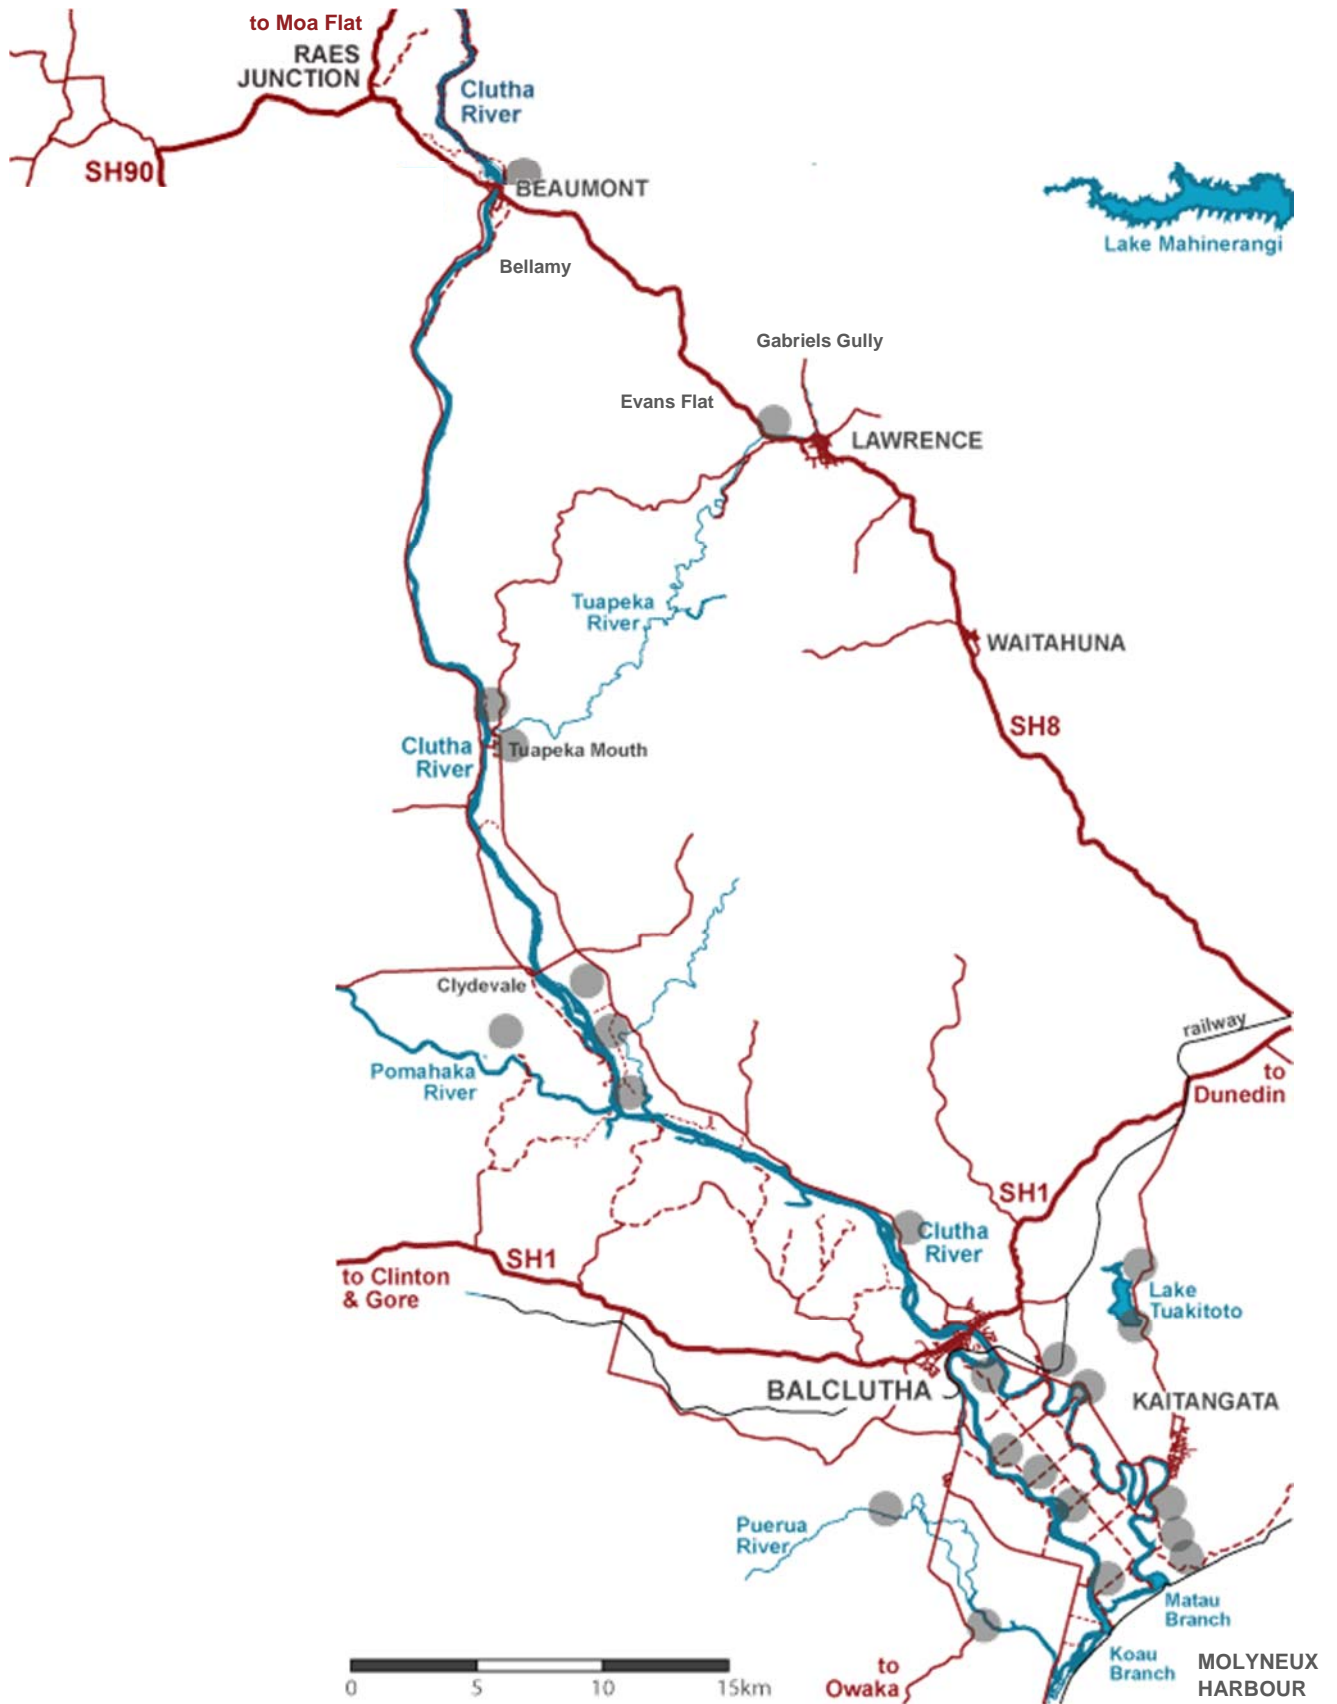 to Moa Flat
RAES
JUNCTION
Clutha
River
SH90
BEAUMONT
Lake Mahinerangi
Bellamy
Gabriels Gully
Evans Flat
LAWRENCE
Tuapeka
River
WAITAHUNA
SH8
Clutha
River
Tuapeka Mouth
Clydevale
railway
Pomahaka
River
to
Dunedin
SH1
Clutha
River
SH1
to Clinton
& Gore
Lake
Tuakitoto
BALCLUTHA
KAITANGATA
Puerua
River
Matau
Branch
Koau
Branch
MOLYNEUX
HARBOUR
to
Owaka
0 5 10 15km